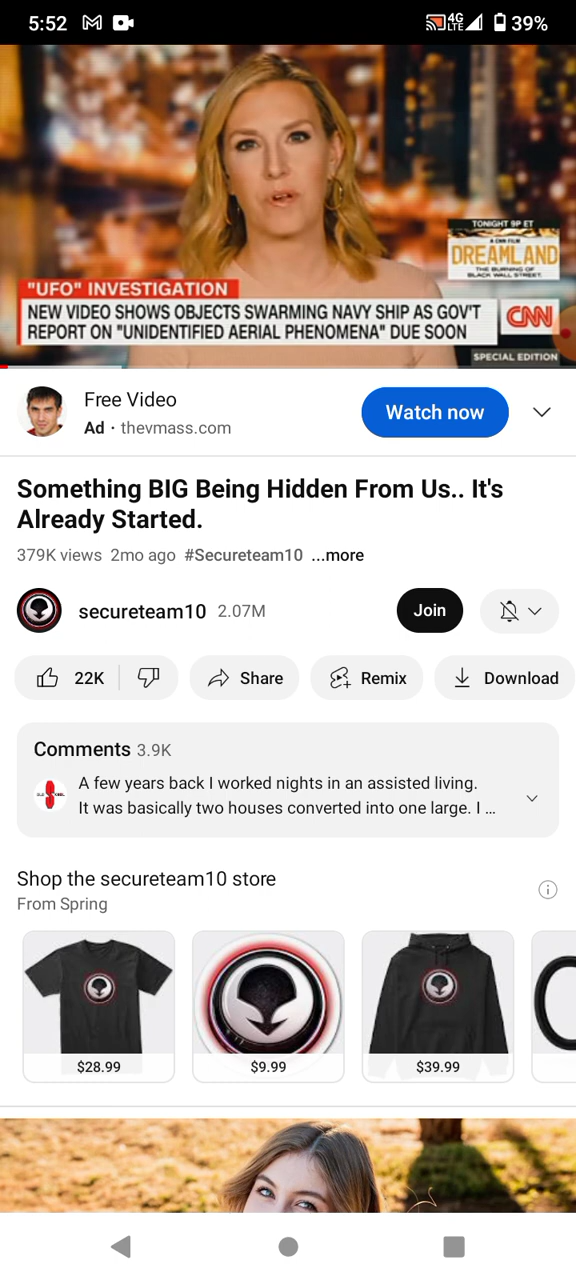 5:52
4G
LTE
39%
TONIGHT 9P ET
A CNN FILM
DREAMLAND
THE BURNING OF
BLACK WALL STREET
"UFO" INVESTIGATION
NEW VIDEO SHOWS OBJECTS SWARMING NAVY SHIP AS GOV'T
REPORT ON "UNIDENTIFIED AERIAL PHENOMENA" DUE SOON
CNN
SPECIAL EDITION
Free Video
Ad · thevmass.com
Watch now
Something BIG Being Hidden From Us.. It's
Already Started.
379K views 2mo ago #Secureteam10 ...more
secureteam10 2.07M
Join
22K
Share
Remix
Download
Comments 3.9K
A few years back I worked nights in an assisted living.
It was basically two houses converted into one large. I ...
Shop the secureteam10 store
From Spring
$28.99
$9.99
$39.99